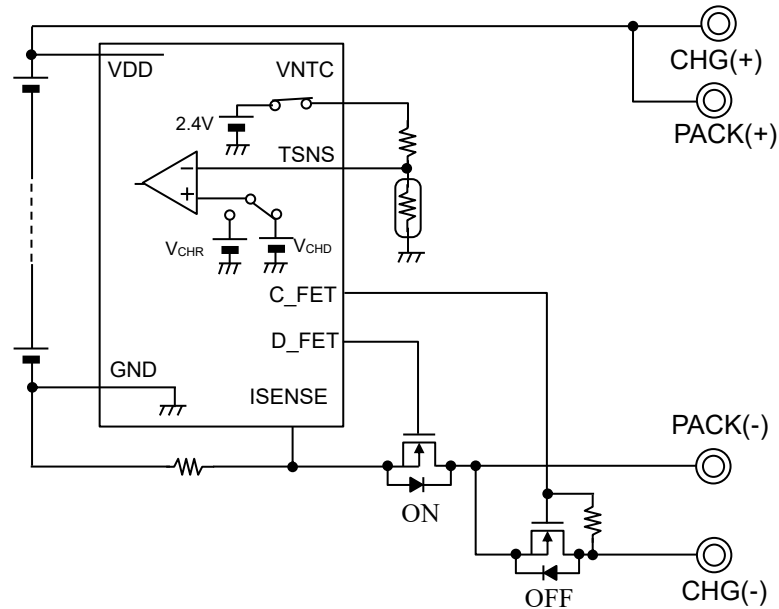 CHG(+)
VDD
VNTC
PACK(+)
2.4V
TSNS
−
+
VCHR
VCHD
C_FET
D_FET
GND
ISENSE
PACK(-)
ON
CHG(-)
OFF